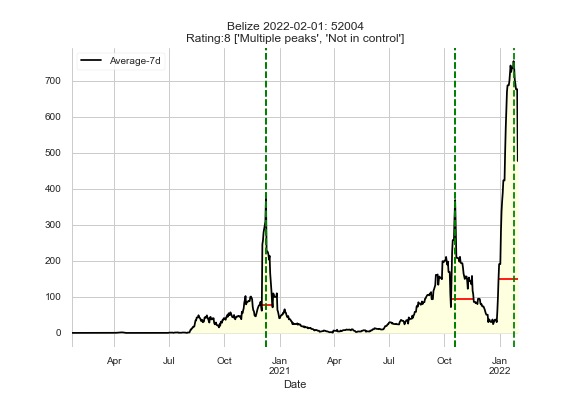 Belize 2022-02-01: 52004
Rating:8 ['Multiple peaks', 'Not in control']
Average-7d
700
600
500
400
300
200
100
0
Apr
Jul
Oct
Jan
2021
Apr
Jul
Oct
Jan
2022
Date